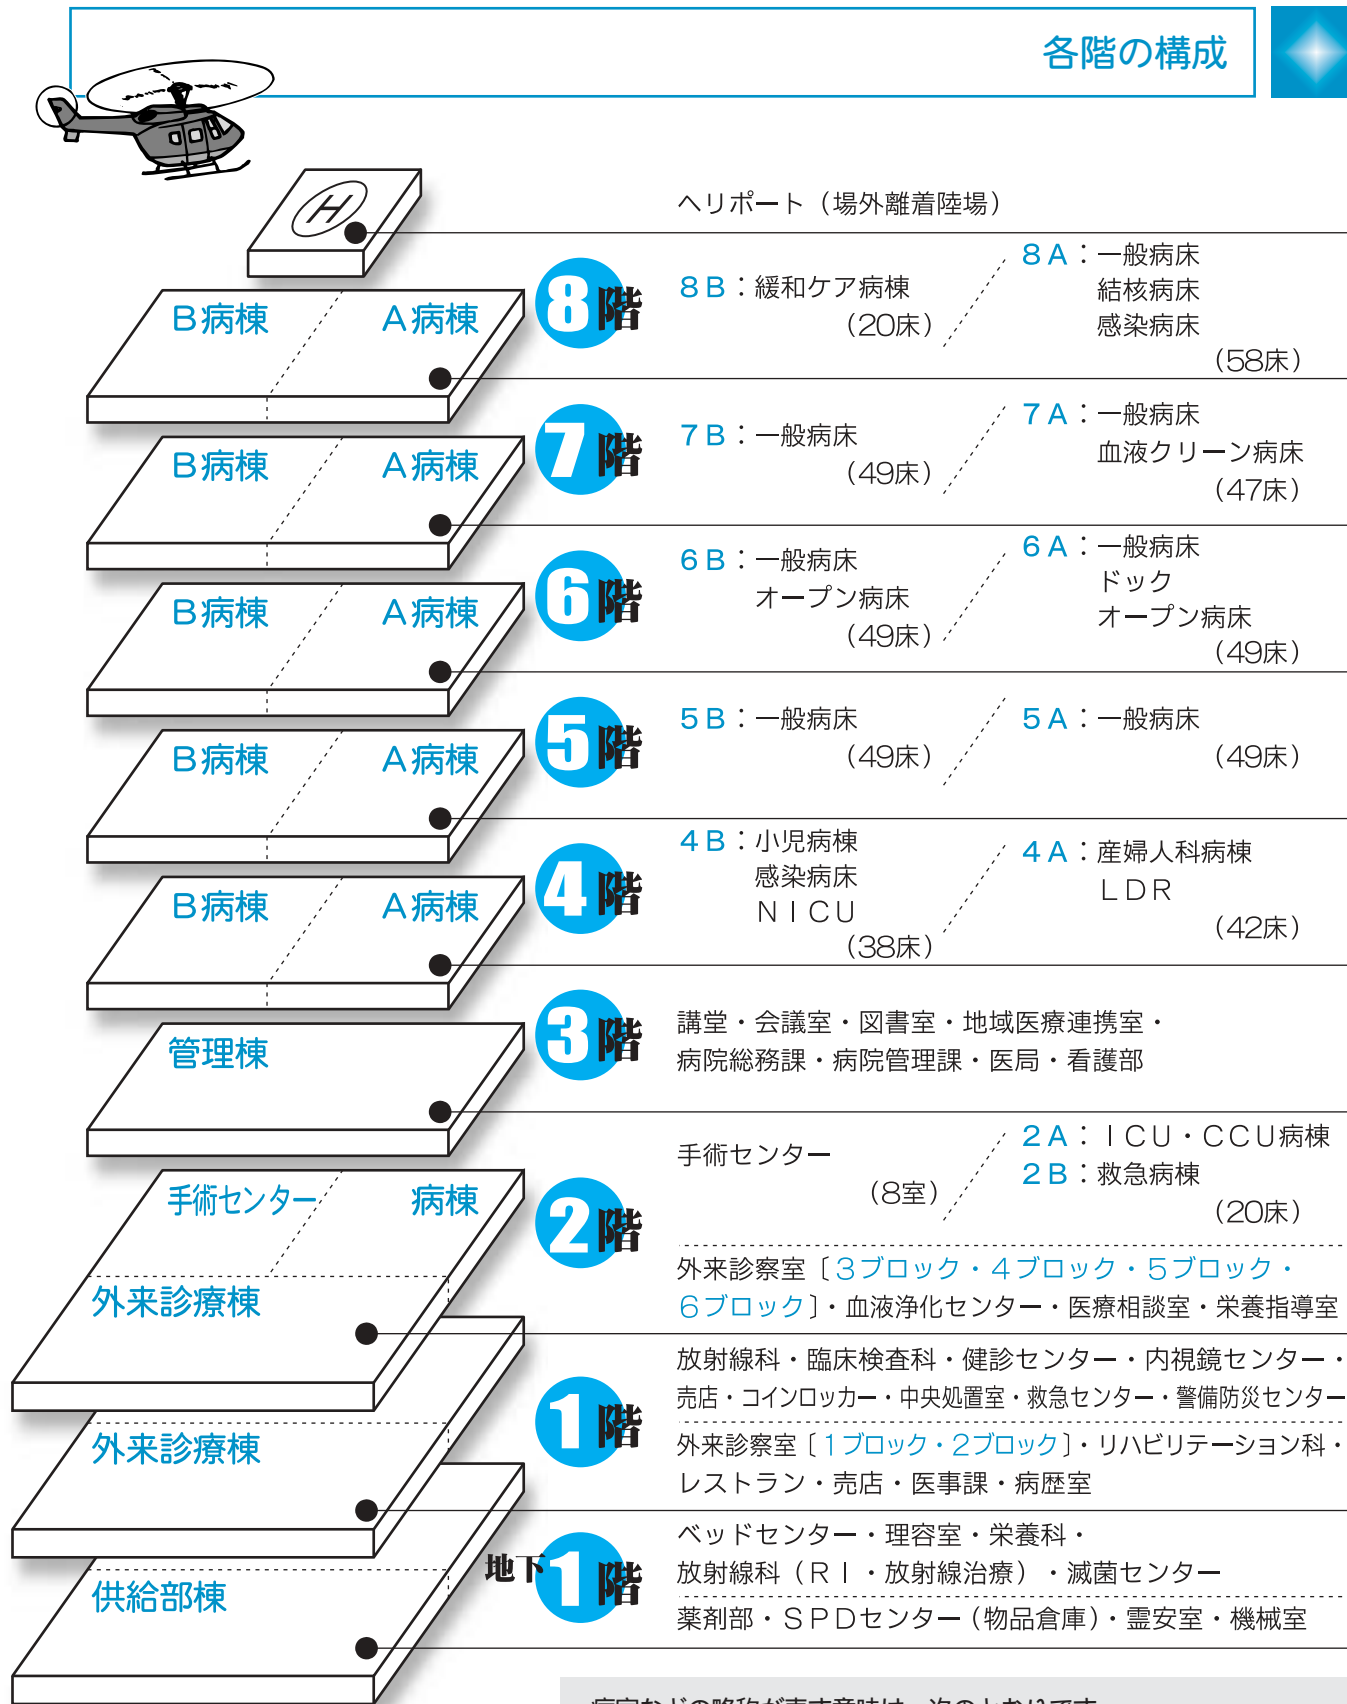 各階の構成
H
ヘリポート（場外離着陸場）
B病棟 A病棟
8階
8B：緩和ケア病棟
（20床）
8A：一般病床
結核病床
感染病床
（58床）
B病棟 A病棟
7階
7B：一般病床
（49床）
7A：一般病床
血液クリーン病床
（47床）
B病棟 A病棟
6階
6B：一般病床
オープン病床
（49床）
6A：一般病床
ドック
オープン病床
（49床）
B病棟 A病棟
5階
5B：一般病床
（49床）
5A：一般病床
（49床）
B病棟 A病棟
4階
4B：小児病棟
感染病床
NICU
（38床）
4A：産婦人科病棟
LDR
（42床）
管理棟
3階
講堂・会議室・図書室・地域医療連携室・
病院総務課・病院管理課・医局・看護部
手術センター 病棟
外来診療棟
2階
手術センター
（8室）
2A：ICU・CCU病棟
2B：救急病棟
（20床）
外来診察室〔3ブロック・4ブロック・5ブロック・
6ブロック〕・血液浄化センター・医療相談室・栄養指導室
外来診療棟
1階
放射線科・臨床検査科・健診センター・内視鏡センター・
売店・コインロッカー・中央処置室・救急センター・警備防災センター
外来診察室〔1ブロック・2ブロック〕・リハビリテーション科・
レストラン・売店・医事課・病歴室
供給部棟
地下1階
ベッドセンター・理容室・栄養科・
放射線科（RI・放射線治療）・滅菌センター
薬剤部・SPDセンター（物品倉庫）・霊安室・機械室
病室などの略称が表す意味は、次のとおりです